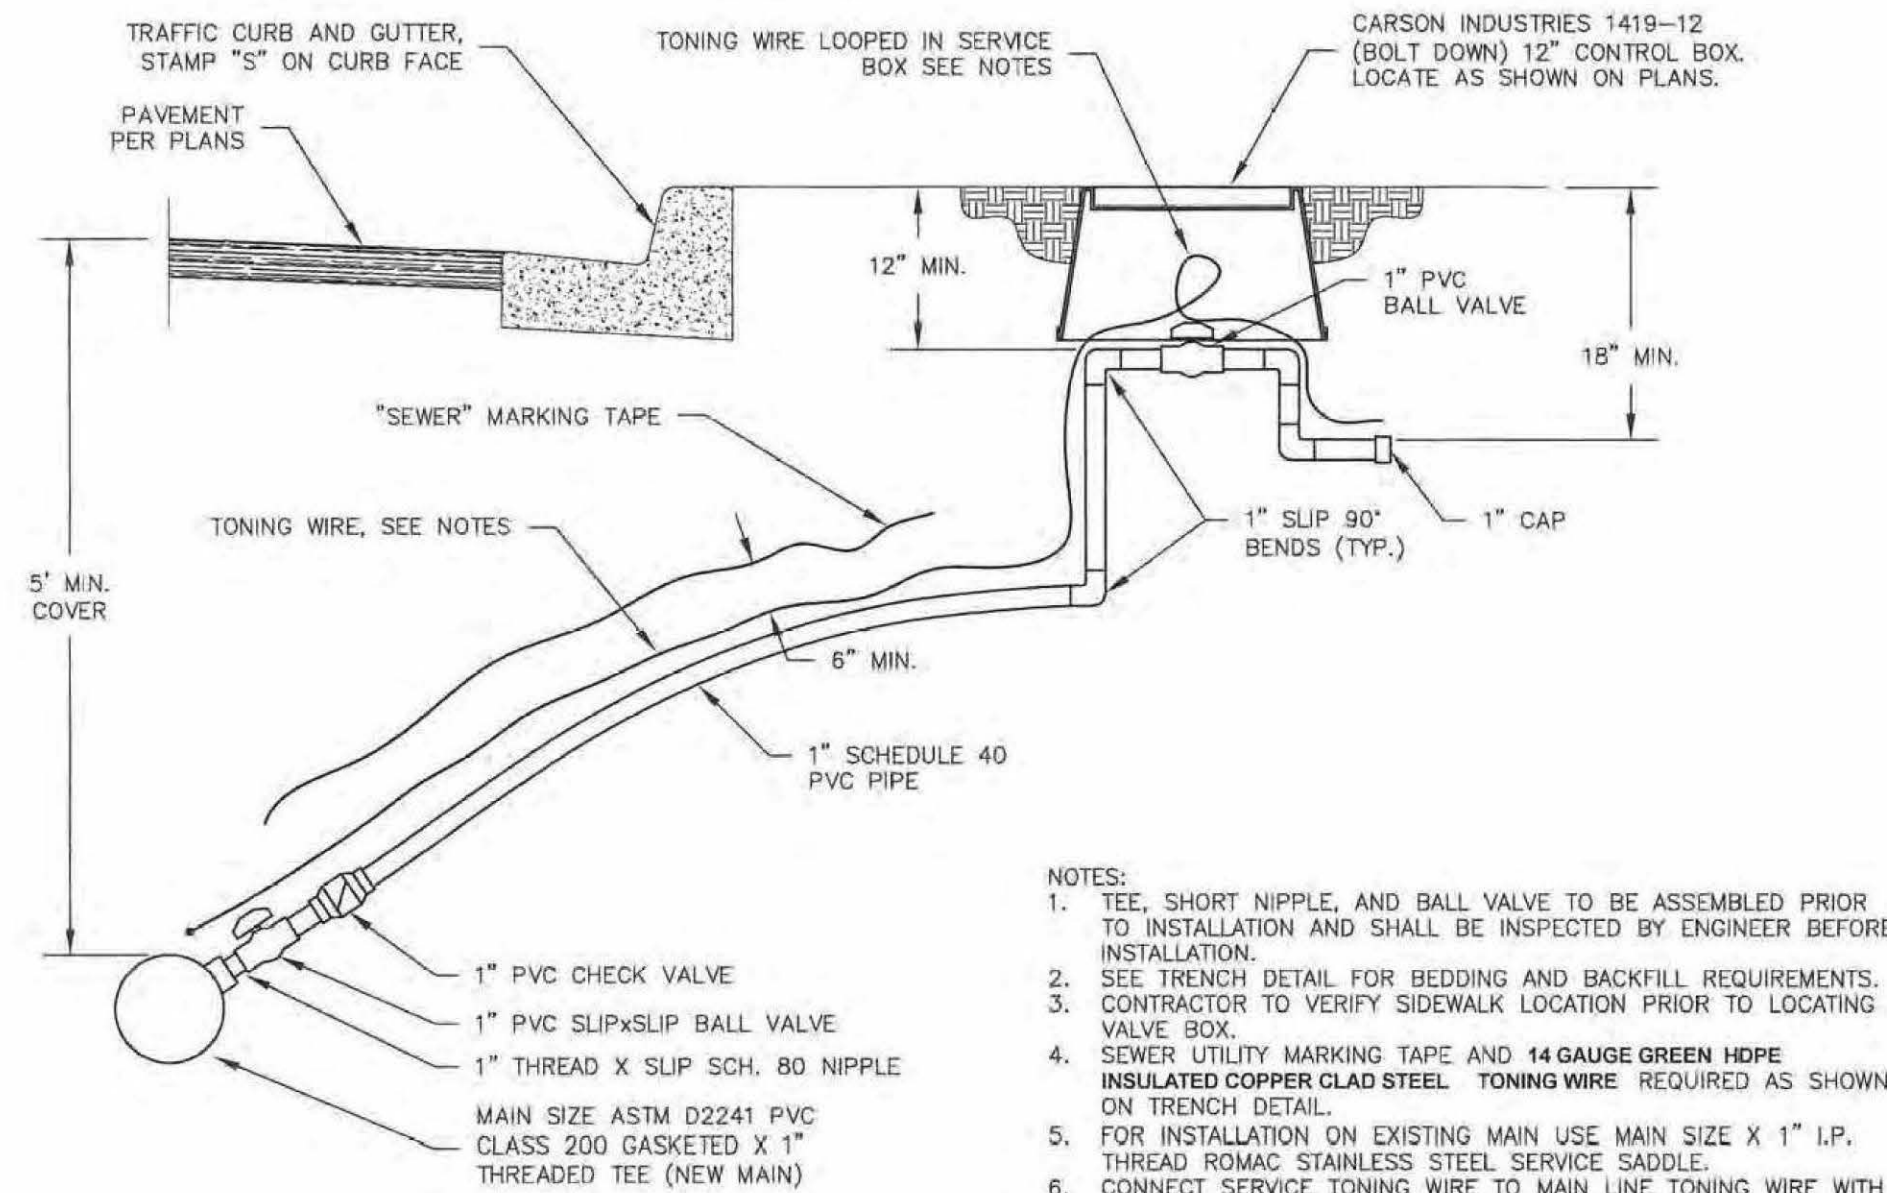 TRAFFIC CURB AND GUTTER,
STAMP "S" ON CURB FACE
TONING WIRE LOOPED IN SERVICE
BOX SEE NOTES
CARSON INDUSTRIES 1419-12
(BOLT DOWN) 12" CONTROL BOX.
LOCATE AS SHOWN ON PLANS.
PAVEMENT
PER PLANS
12" MIN.
1" PVC
BALL VALVE
18" MIN.
"SEWER" MARKING TAPE
TONING WIRE, SEE NOTES
1" SLIP 90°
BENDS (TYP.)
1" CAP
5' MIN.
COVER
6" MIN.
1" SCHEDULE 40
PVC PIPE
1" PVC CHECK VALVE
1" PVC SLIPxSLIP BALL VALVE
1" THREAD X SLIP SCH. 80 NIPPLE
MAIN SIZE ASTM D2241 PVC
CLASS 200 GASKETED X 1"
THREADED TEE (NEW MAIN)
NOTES:
1. TEE, SHORT NIPPLE, AND BALL VALVE TO BE ASSEMBLED PRIOR
TO INSTALLATION AND SHALL BE INSPECTED BY ENGINEER BEFORE
INSTALLATION.
2. SEE TRENCH DETAIL FOR BEDDING AND BACKFILL REQUIREMENTS.
3. CONTRACTOR TO VERIFY SIDEWALK LOCATION PRIOR TO LOCATING
VALVE BOX.
4. SEWER UTILITY MARKING TAPE AND 14 GAUGE GREEN HDPE
INSULATED COPPER CLAD STEEL TONING WIRE REQUIRED AS SHOWN
ON TRENCH DETAIL.
5. FOR INSTALLATION ON EXISTING MAIN USE MAIN SIZE X 1" I.P.
THREAD ROMAC STAINLESS STEEL SERVICE SADDLE.
6. CONNECT SERVICE TONING WIRE TO MAIN LINE TONING WIRE WITH